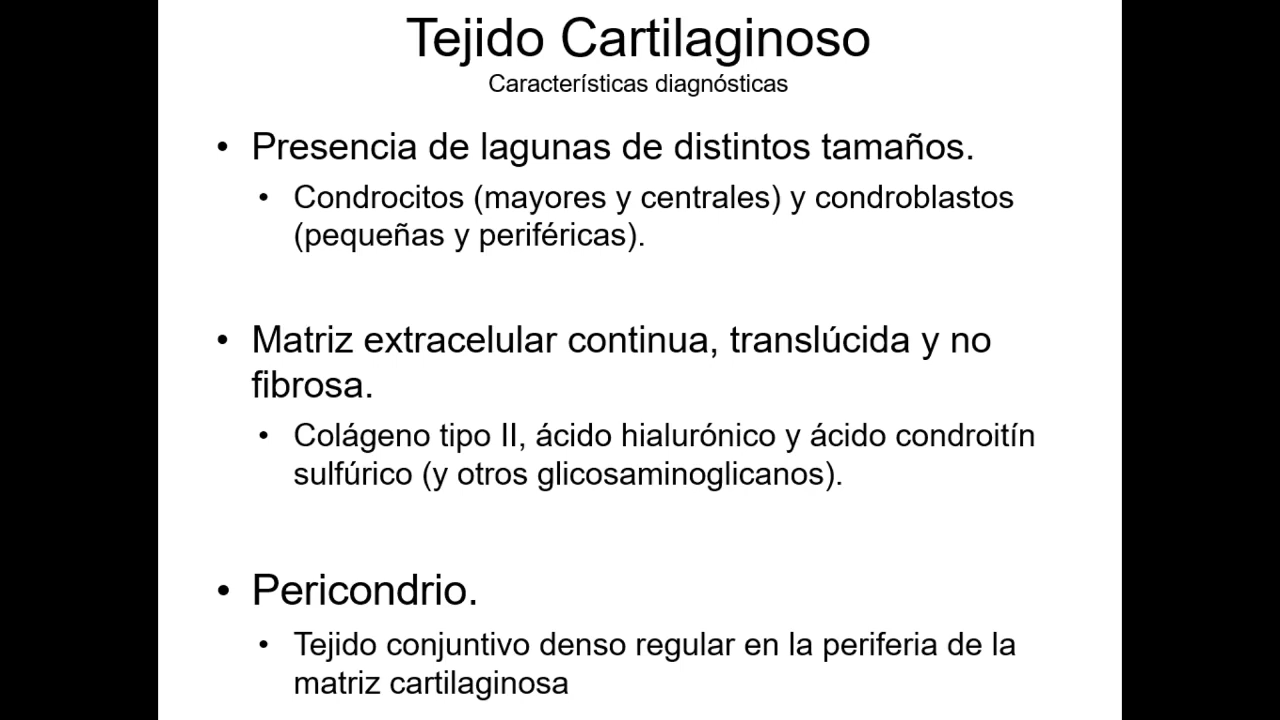 Tejido Cartilaginoso
Características diagnósticas
• Presencia de lagunas de distintos tamaños.
• Condrocitos (mayores y centrales) y condroblastos
(pequeñas y periféricas).
• Matriz extracelular continua, translúcida y no
fibrosa.
• Colágeno tipo II, ácido hialurónico y ácido condroitín
sulfúrico (y otros glicosaminoglicanos).
• Pericondrio.
• Tejido conjuntivo denso regular en la periferia de la
matriz cartilaginosa